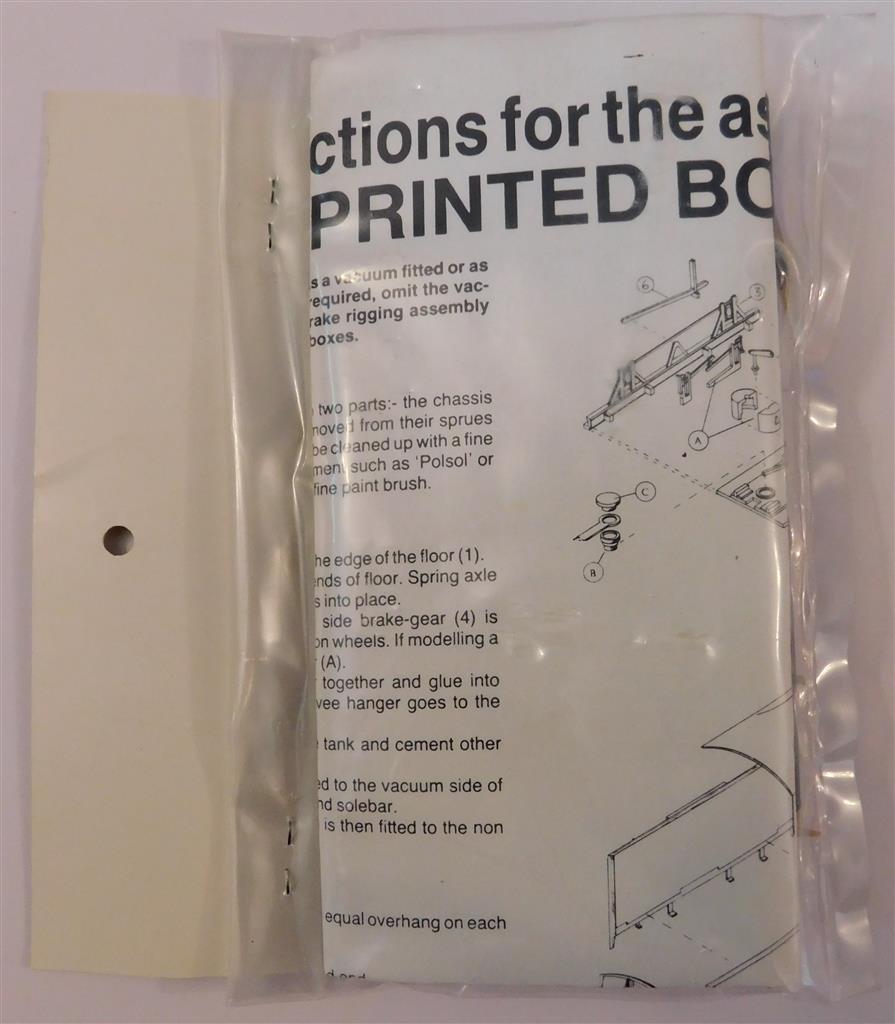 ctions for the as
PRINTED BO
s a vacuum fitted or as
required, omit the vac-
rake rigging assembly
boxes.
6
3
two parts:- the chassis
moved from their sprues
be cleaned up with a fine
ment such as 'Polsol' or
fine paint brush.
A
C
B
he edge of the floor (1).
ends of floor. Spring axle
s into place.
side brake-gear (4) is
on wheels. If modelling a
(A).
together and glue into
vee hanger goes to the
tank and cement other
ed to the vacuum side of
nd solebar.
is then fitted to the non
equal overhang on each